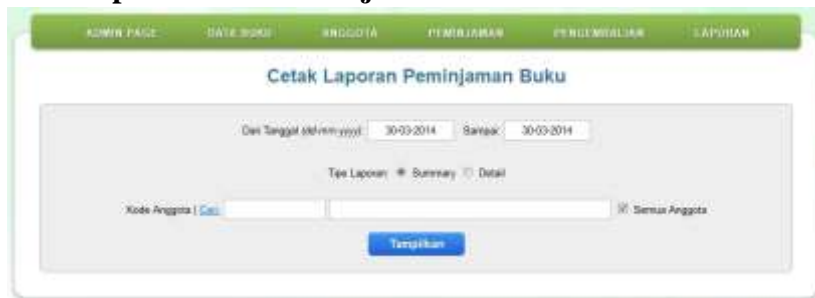 ADMIN PAGE DATA BUKU ANGGOTA PEMINJAMAN PENGEMBALIAN LAPORAN
Cetak Laporan Peminjaman Buku
Dari Tanggal (dd-mm-yyyy) 30-03-2014 Sampai 30-03-2014
Tipe Laporan Summary Detail
Kode Anggota | Cari Semua Anggota
Tampilkan